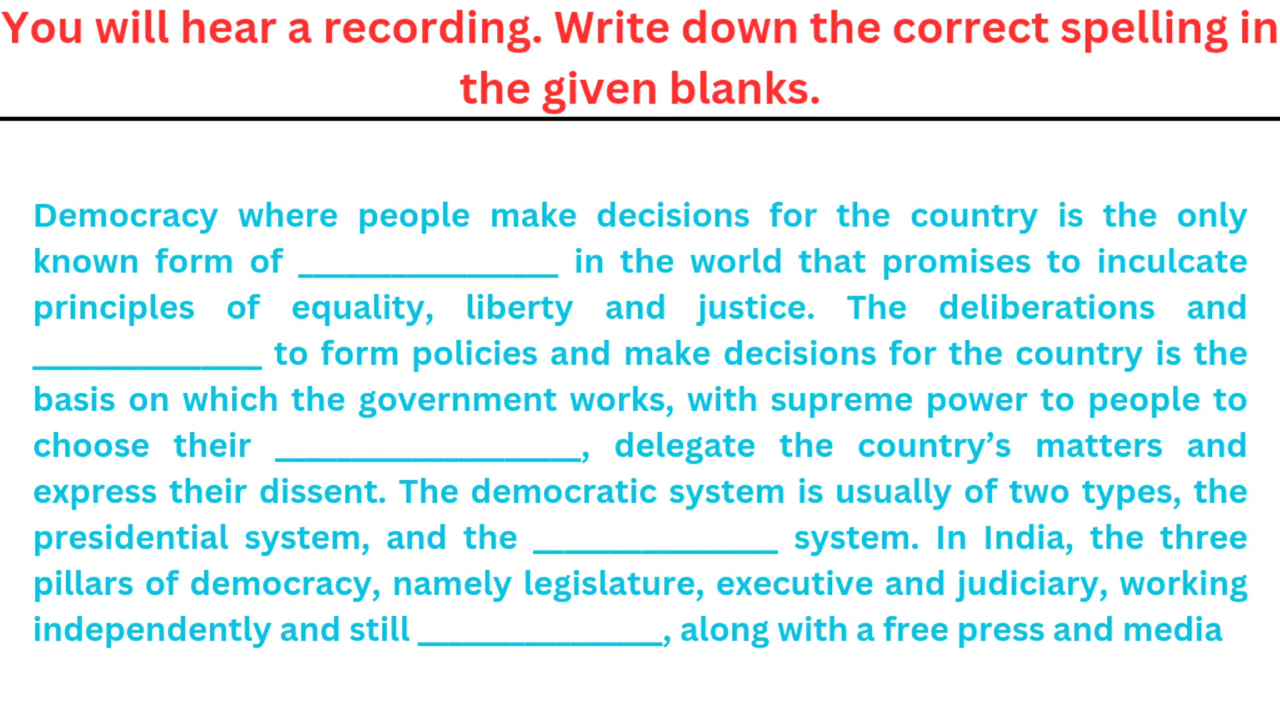 You will hear a recording. Write down the correct spelling in
the given blanks.
Democracy where people make decisions for the country is the only
known form of _______________ in the world that promises to inculcate
principles of equality, liberty and justice. The deliberations and
_____________ to form policies and make decisions for the country is the
basis on which the government works, with supreme power to people to
choose their __________________, delegate the country’s matters and
express their dissent. The democratic system is usually of two types, the
presidential system, and the ______________ system. In India, the three
pillars of democracy, namely legislature, executive and judiciary, working
independently and still ______________, along with a free press and media